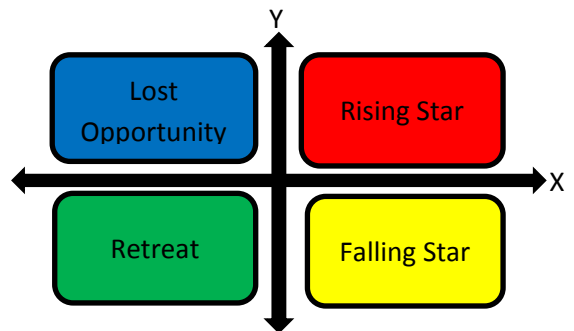 Y
Lost
Opportunity
Rising Star
X
Retreat
Falling Star